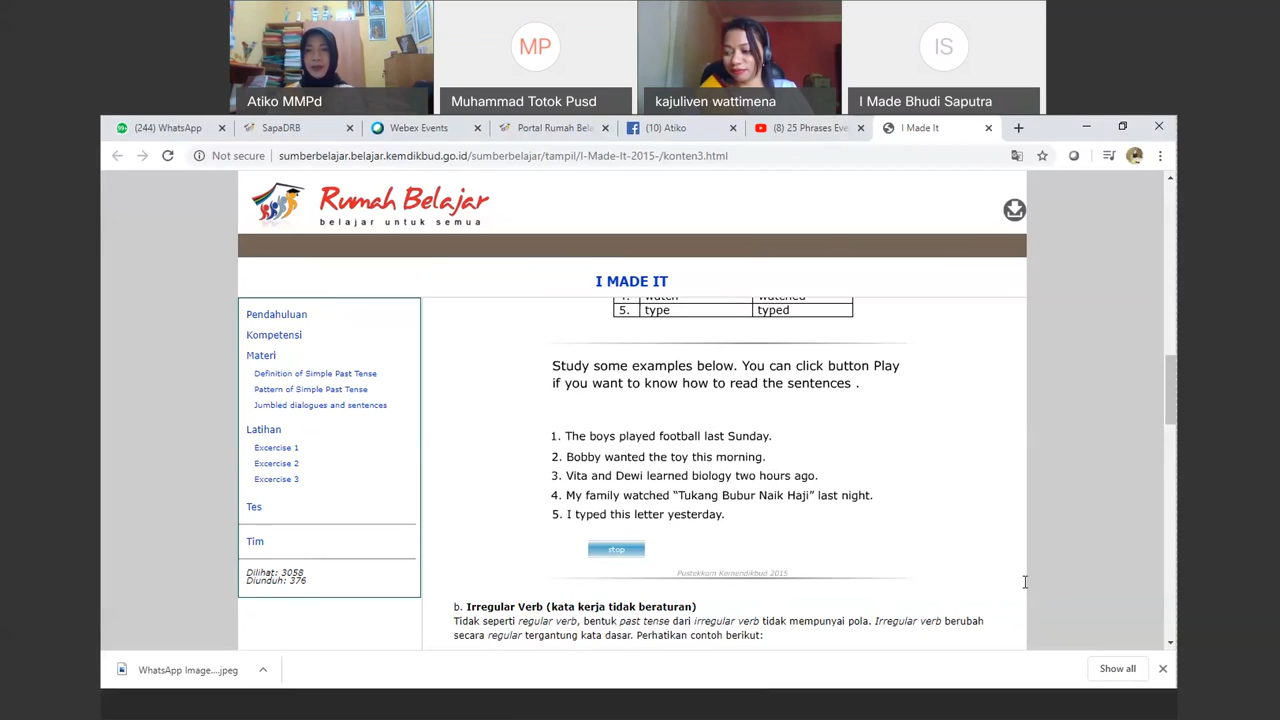 MP
IS
Atiko MMPd
Muhammad Totok Pusd
kajuliven wattimena
I Made Bhudi Saputra
(244) WhatsApp
SapaDRB
Webex Events
Portal Rumah Bela
(10) Atiko
(8) 25 Phrases Eve
I Made It
Not secure
sumberbelajar.belajar.kemdikbud.go.id/sumberbelajar/tampil/I-Made-It-2015-/konten3.html
Rumah Belajar
belajar untuk semua
I MADE IT
Pendahuluan
Kompetensi
Materi
Definition of Simple Past Tense
Pattern of Simple Past Tense
Jumbled dialogues and sentences
Latihan
Excercise 1
Excercise 2
Excercise 3
Tes
Tim
Dilihat: 3058
Diunduh: 376
4. watch watched
5. type typed
Study some examples below. You can click button Play
if you want to know how to read the sentences .
1. The boys played football last Sunday.
2. Bobby wanted the toy this morning.
3. Vita and Dewi learned biology two hours ago.
4. My family watched “Tukang Bubur Naik Haji” last night.
5. I typed this letter yesterday.
stop
Pustekkom Kemendikbud 2015
b. Irregular Verb (kata kerja tidak beraturan)
Tidak seperti regular verb, bentuk past tense dari irregular verb tidak mempunyai pola. Irregular verb berubah
secara regular tergantung kata dasar. Perhatikan contoh berikut:
WhatsApp Image....jpeg
Show all